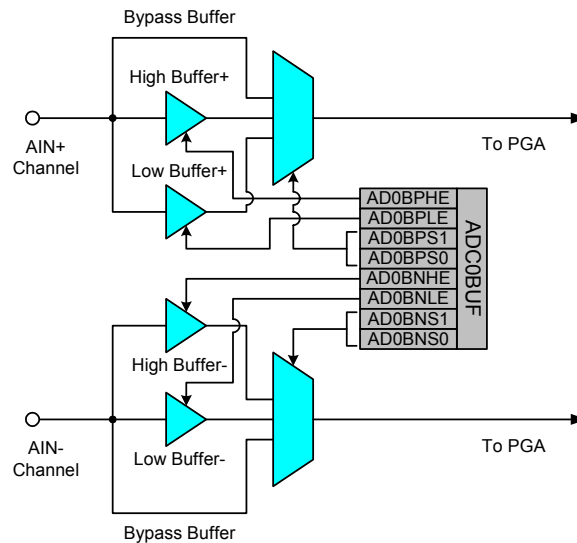 Bypass Buffer
High Buffer+
AIN+
Channel
Low Buffer+
To PGA
AD0BPHE
AD0BPLE
AD0BPS1
AD0BPS0
AD0BNHE
AD0BNLE
AD0BNS1
AD0BNS0
ADC0BUF
High Buffer-
AIN-
Channel
Low Buffer-
To PGA
Bypass Buffer